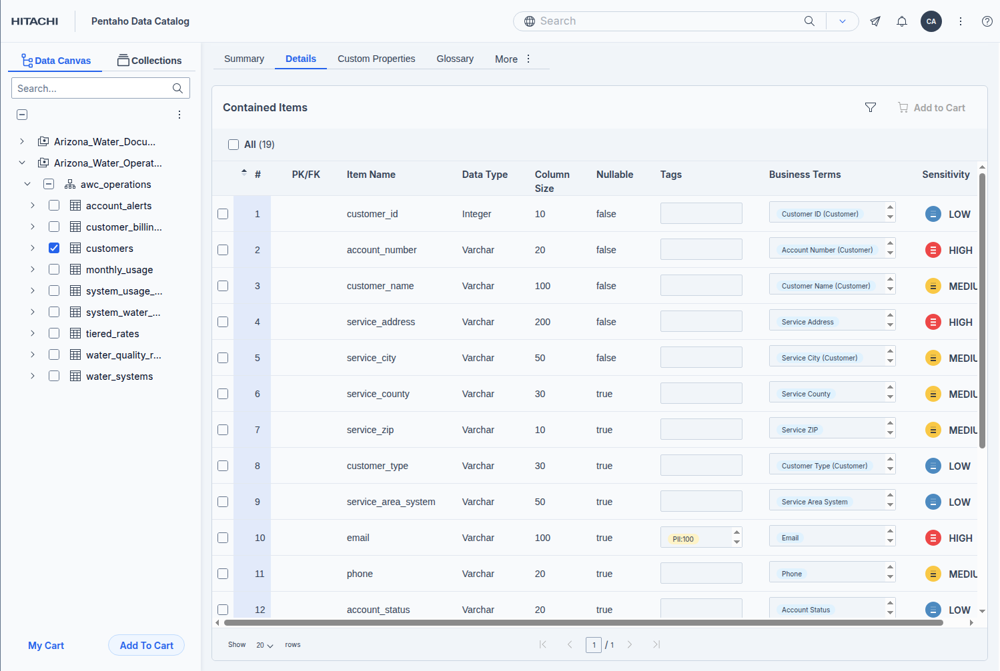 HITACHI
Pentaho Data Catalog
Search
CA
Data Canvas
Collections
Search...
Arizona_Water_Docu...
Arizona_Water_Operat...
awc_operations
account_alerts
customer_billin...
customers
monthly_usage
system_usage_...
system_water_...
tiered_rates
water_quality_r...
water_systems
My Cart
Add To Cart
Summary Details Custom Properties Glossary More
Contained Items
Add to Cart
All (19)
# PK/FK Item Name Data Type Column Size Nullable Tags Business Terms Sensitivity
1 customer_id Integer 10 false Customer ID (Customer) LOW
2 account_number Varchar 20 false Account Number (Customer) HIGH
3 customer_name Varchar 100 false Customer Name (Customer) MEDIU
4 service_address Varchar 200 false Service Address HIGH
5 service_city Varchar 50 false Service City (Customer) MEDIU
6 service_county Varchar 30 true Service County MEDIU
7 service_zip Varchar 10 true Service ZIP MEDIU
8 customer_type Varchar 30 true Customer Type (Customer) LOW
9 service_area_system Varchar 50 true Service Area System LOW
10 email Varchar 100 true PII:100 Email HIGH
11 phone Varchar 20 true Phone MEDIU
12 account_status Varchar 20 true Account Status LOW
Show 20 rows
1 / 1